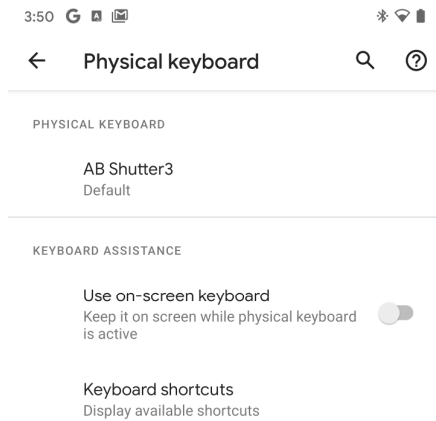 3:50 G A M
Physical keyboard
PHYSICAL KEYBOARD
AB Shutter3
Default
KEYBOARD ASSISTANCE
Use on-screen keyboard
Keep it on screen while physical keyboard
is active
Keyboard shortcuts
Display available shortcuts